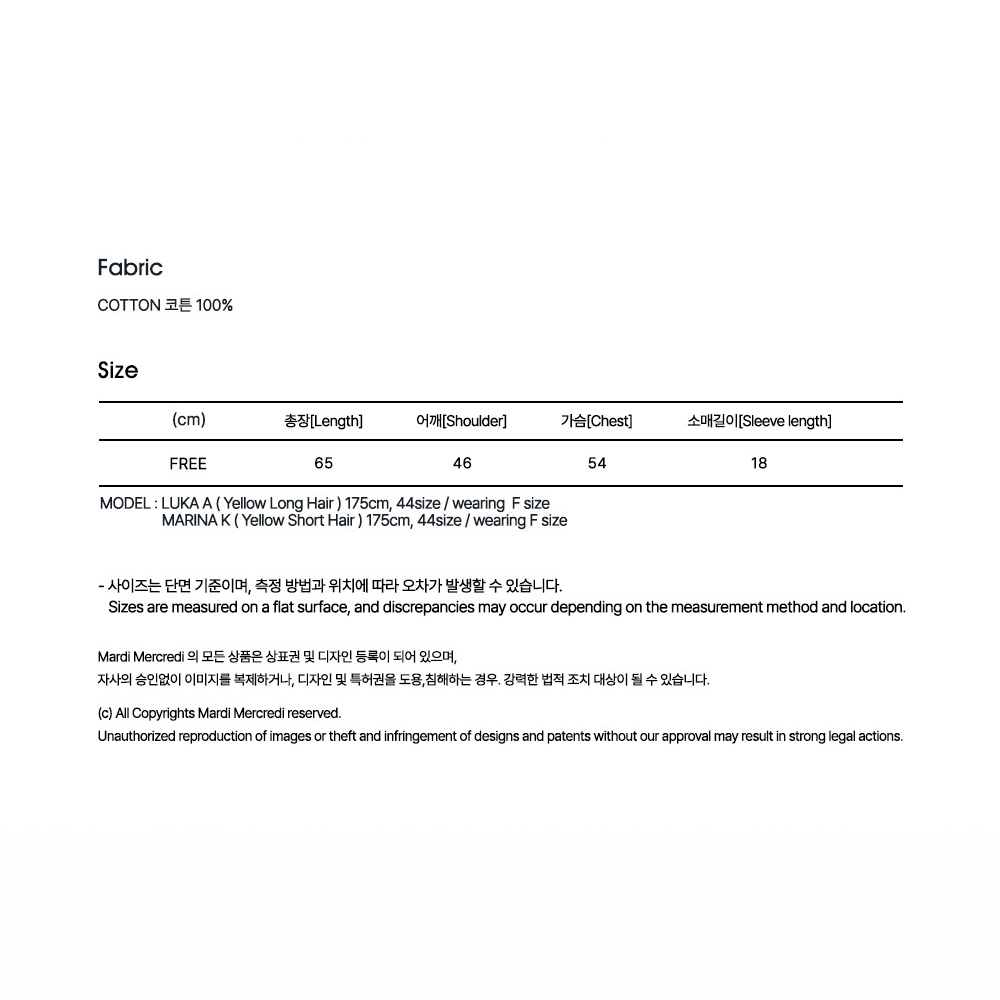 Fabric
COTTON 코튼 100%
Size
(cm) 총장[Length] 어깨[Shoulder] 가슴[Chest] 소매길이[Sleeve length]
FREE 65 46 54 18
MODEL : LUKA A ( Yellow Long Hair ) 175cm, 44size / wearing F size
MARINA K ( Yellow Short Hair ) 175cm, 44size / wearing F size
- 사이즈는 단면 기준이며, 측정 방법과 위치에 따라 오차가 발생할 수 있습니다.
Sizes are measured on a flat surface, and discrepancies may occur depending on the measurement method and location.
Mardi Mercredi 의 모든 상품은 상표권 및 디자인 등록이 되어 있으며,
자사의 승인없이 이미지를 복제하거나, 디자인 및 특허권을 도용,침해하는 경우. 강력한 법적 조치 대상이 될 수 있습니다.
(c) All Copyrights Mardi Mercredi reserved.
Unauthorized reproduction of images or theft and infringement of designs and patents without our approval may result in strong legal actions.